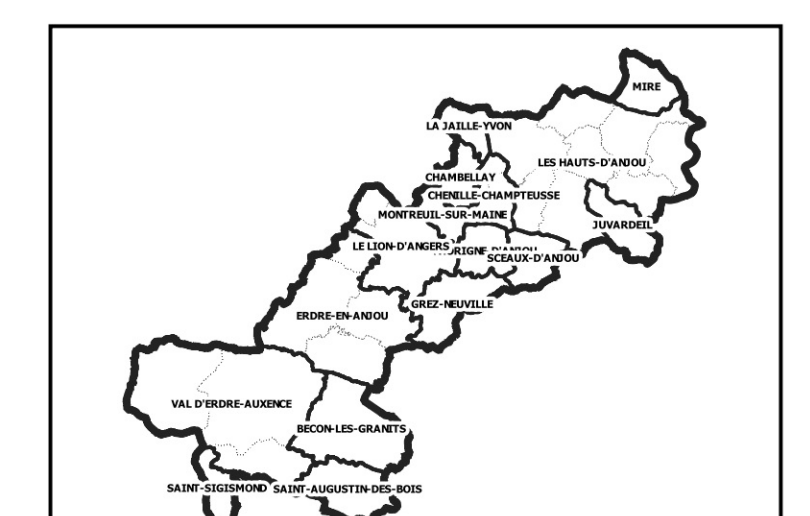 MIRE
LA JAILLE-YVON
LES HAUTS-D'ANJOU
CHAMBELLAY
CHENILLE-CHAMPTEUSSE
MONTREUIL-SUR-MAINE
JUVARDEIL
LE LION-D'ANGERS
SCEAUX-D'ANJOU
GREZ-NEUVILLE
ERDRE-EN-ANJOU
VAL D'ERDRE-AUXENCE
BECON-LES-GRANITS
SAINT-SIGISMOND
SAINT-AUGUSTIN-DES-BOIS